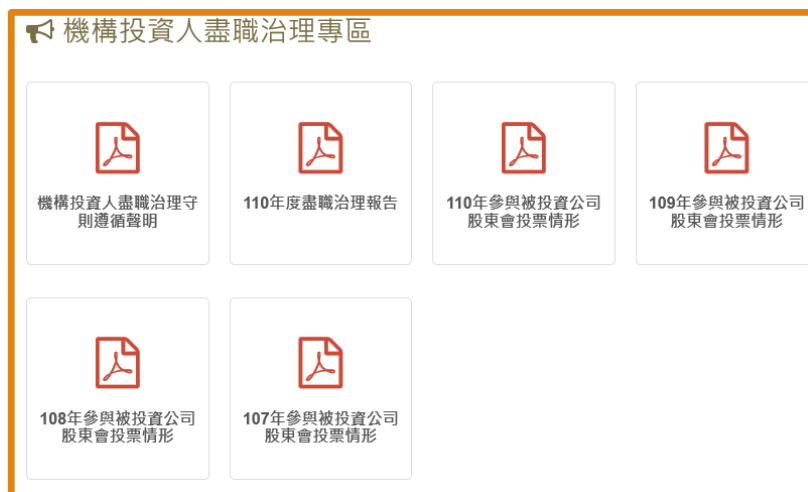 機構投資人盡職治理專區
機構投資人盡職治理守
則遵循聲明
110年度盡職治理報告
110年參與被投資公司
股東會投票情形
109年參與被投資公司
股東會投票情形
108年參與被投資公司
股東會投票情形
107年參與被投資公司
股東會投票情形